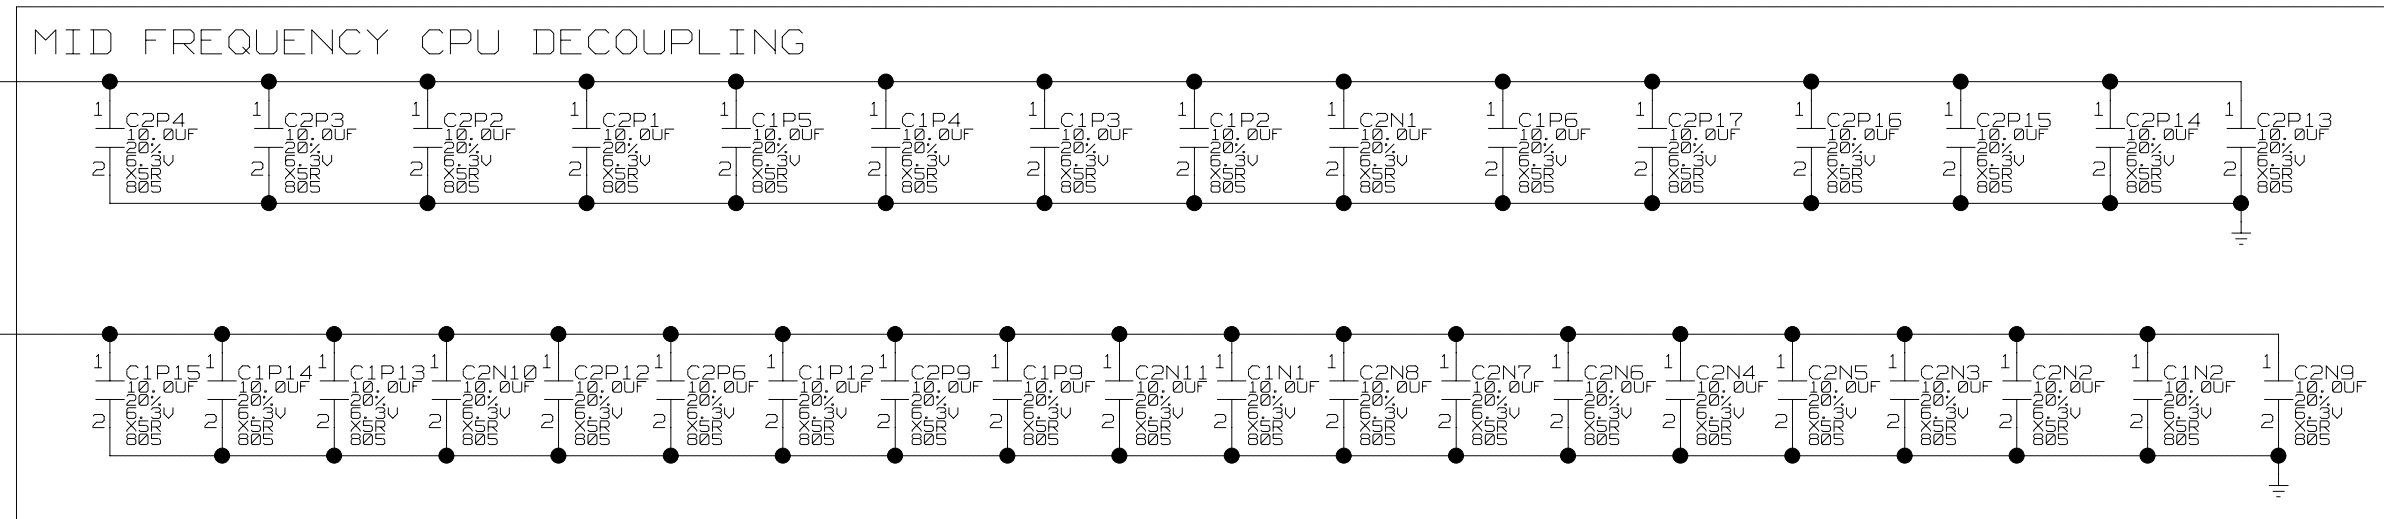 MID FREQUENCY CPU DECOUPLING
1 1 1 1 1 1 1 1 1 1 1 1 1 1 1
C2P4 C2P3 C2P2 C2P1 C1P5 C1P4 C1P3 C1P2 C2N1 C1P6 C2P17 C2P16 C2P15 C2P14 C2P13
10.0UF 10.0UF 10.0UF 10.0UF 10.0UF 10.0UF 10.0UF 10.0UF 10.0UF 10.0UF 10.0UF 10.0UF 10.0UF 10.0UF 10.0UF
20% 20% 20% 20% 20% 20% 20% 20% 20% 20% 20% 20% 20% 20% 20%
6.3V 6.3V 6.3V 6.3V 6.3V 6.3V 6.3V 6.3V 6.3V 6.3V 6.3V 6.3V 6.3V 6.3V 6.3V
2 X5R 2 X5R 2 X5R 2 X5R 2 X5R 2 X5R 2 X5R 2 X5R 2 X5R 2 X5R 2 X5R 2 X5R 2 X5R 2 X5R 2 X5R
805 805 805 805 805 805 805 805 805 805 805 805 805 805 805
1 1 1 1 1 1 1 1 1 1 1 1 1 1 1 1 1 1 1 1
C1P15 C1P14 C1P13 C2N10 C2P12 C2P6 C1P12 C2P9 C1P9 C2N11 C1N1 C2N8 C2N7 C2N6 C2N4 C2N5 C2N3 C2N2 C1N2 C2N9
10.0UF 10.0UF 10.0UF 10.0UF 10.0UF 10.0UF 10.0UF 10.0UF 10.0UF 10.0UF 10.0UF 10.0UF 10.0UF 10.0UF 10.0UF 10.0UF 10.0UF 10.0UF 10.0UF 10.0UF
20% 20% 20% 20% 20% 20% 20% 20% 20% 20% 20% 20% 20% 20% 20% 20% 20% 20% 20% 20%
6.3V 6.3V 6.3V 6.3V 6.3V 6.3V 6.3V 6.3V 6.3V 6.3V 6.3V 6.3V 6.3V 6.3V 6.3V 6.3V 6.3V 6.3V 6.3V 6.3V
2 X5R 2 X5R 2 X5R 2 X5R 2 X5R 2 X5R 2 X5R 2 X5R 2 X5R 2 X5R 2 X5R 2 X5R 2 X5R 2 X5R 2 X5R 2 X5R 2 X5R 2 X5R 2 X5R 2 X5R
805 805 805 805 805 805 805 805 805 805 805 805 805 805 805 805 805 805 805 805